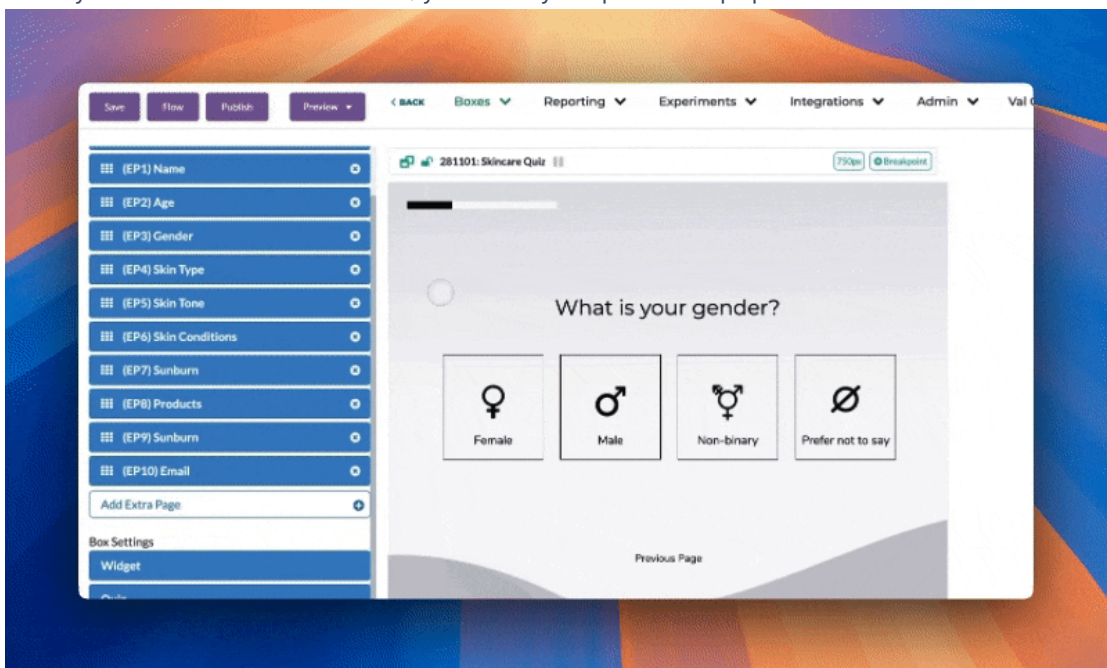 Save Flow Publish Preview < BACK Boxes Reporting Experiments Integrations Admin Val
(EP1) Name
281101: Skincare Quiz
750px Breakpoint
(EP2) Age
(EP3) Gender
(EP4) Skin Type
(EP5) Skin Tone
(EP6) Skin Conditions
(EP7) Sunburn
(EP8) Products
(EP9) Sunburn
(EP10) Email
Add Extra Page
Box Settings
Widget
What is your gender?
Female Male Non-binary Prefer not to say
Previous Page